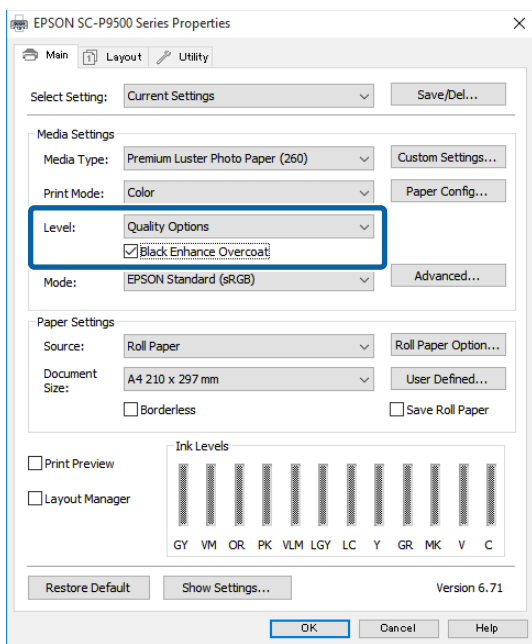 EPSON SC-P9500 Series Properties
Main Layout Utility
Select Setting: Current Settings Save/Del...
Media Settings
Media Type: Premium Luster Photo Paper (260) Custom Settings...
Print Mode: Color Paper Config...
Level: Quality Options
Black Enhance Overcoat
Mode: EPSON Standard (sRGB) Advanced...
Paper Settings
Source: Roll Paper Roll Paper Option...
Document
Size: A4 210 x 297 mm User Defined...
Borderless Save Roll Paper
Ink Levels
Print Preview
Layout Manager
GY VM OR PK VLM LGY LC Y GR MK V C
Restore Default Show Settings... Version 6.71
OK Cancel Help